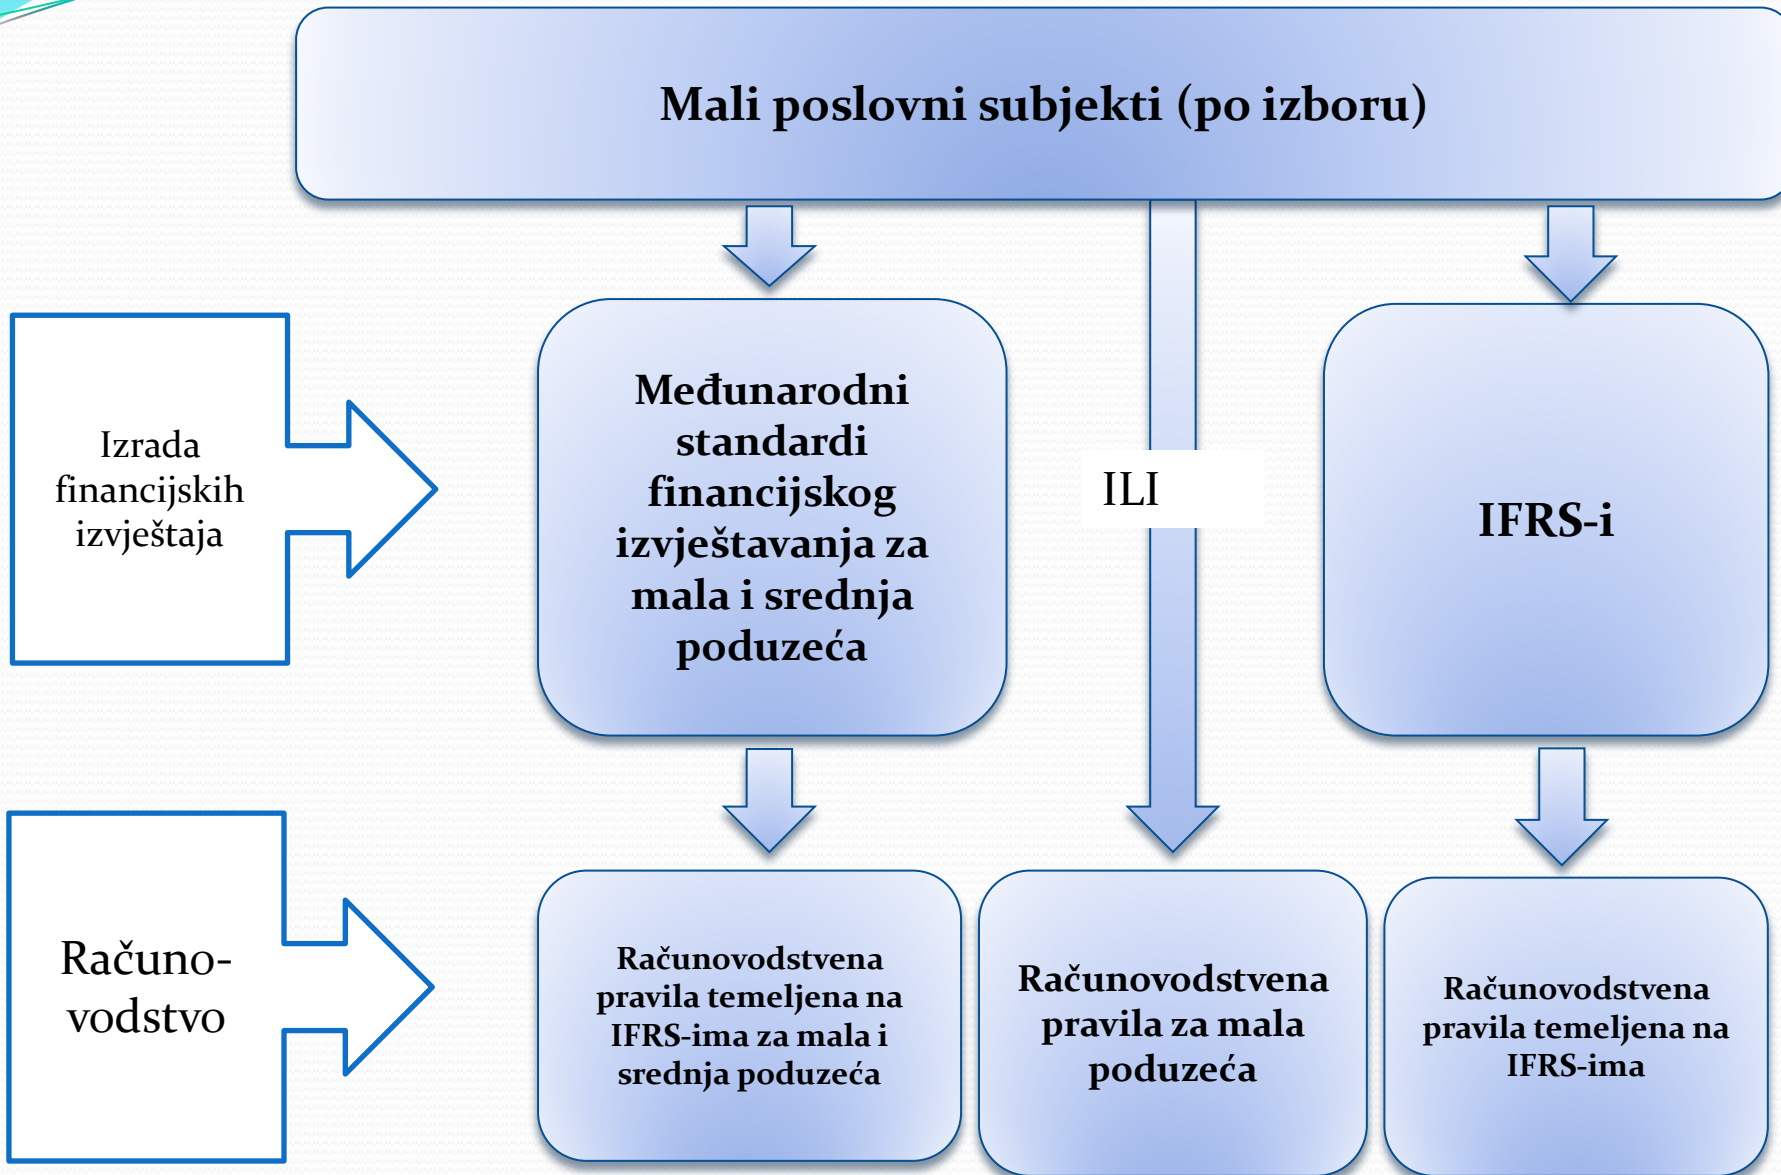 Mali poslovni subjekti (po izboru)
Izrada
financijskih
izvještaja
Međunarodni
standardi
financijskog
izvještavanja za
mala i srednja
poduzeća
ILI
IFRS-i
Računo-
vodstvo
Računovodstvena
pravila temeljena na
IFRS-ima za mala i
srednja poduzeća
Računovodstvena
pravila za mala
poduzeća
Računovodstvena
pravila temeljena na
IFRS-ima